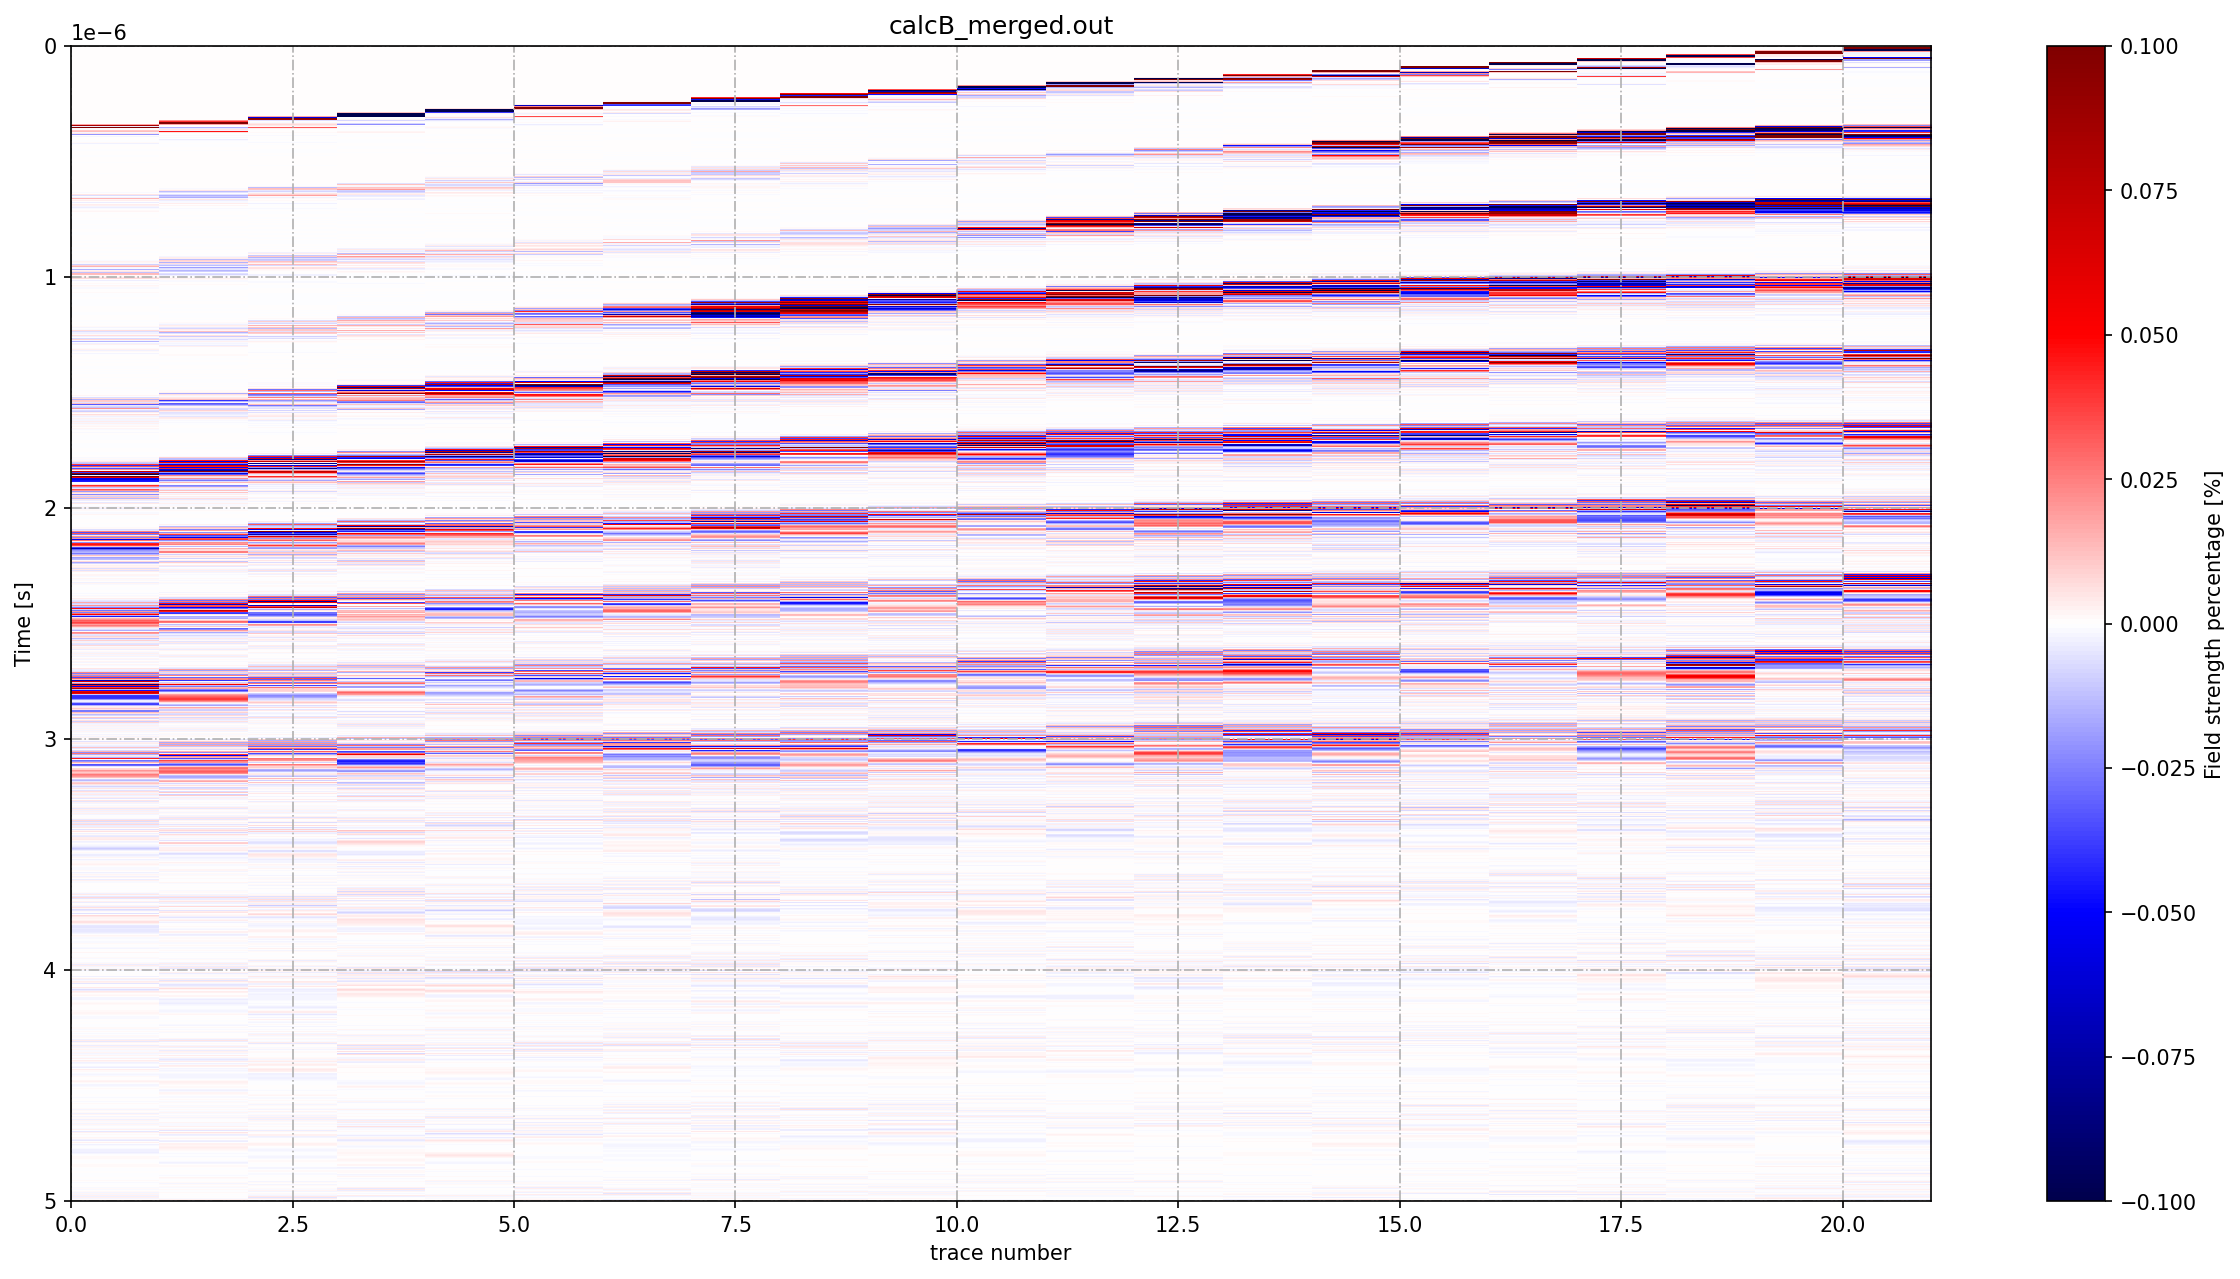 calcB_merged.out
1e−6
0
1
2
3
4
5
Time [s]
0.0 2.5 5.0 7.5 10.0 12.5 15.0 17.5 20.0
trace number
0.100
0.075
0.050
0.025
0.000
−0.025
−0.050
−0.075
−0.100
Field strength percentage [%]